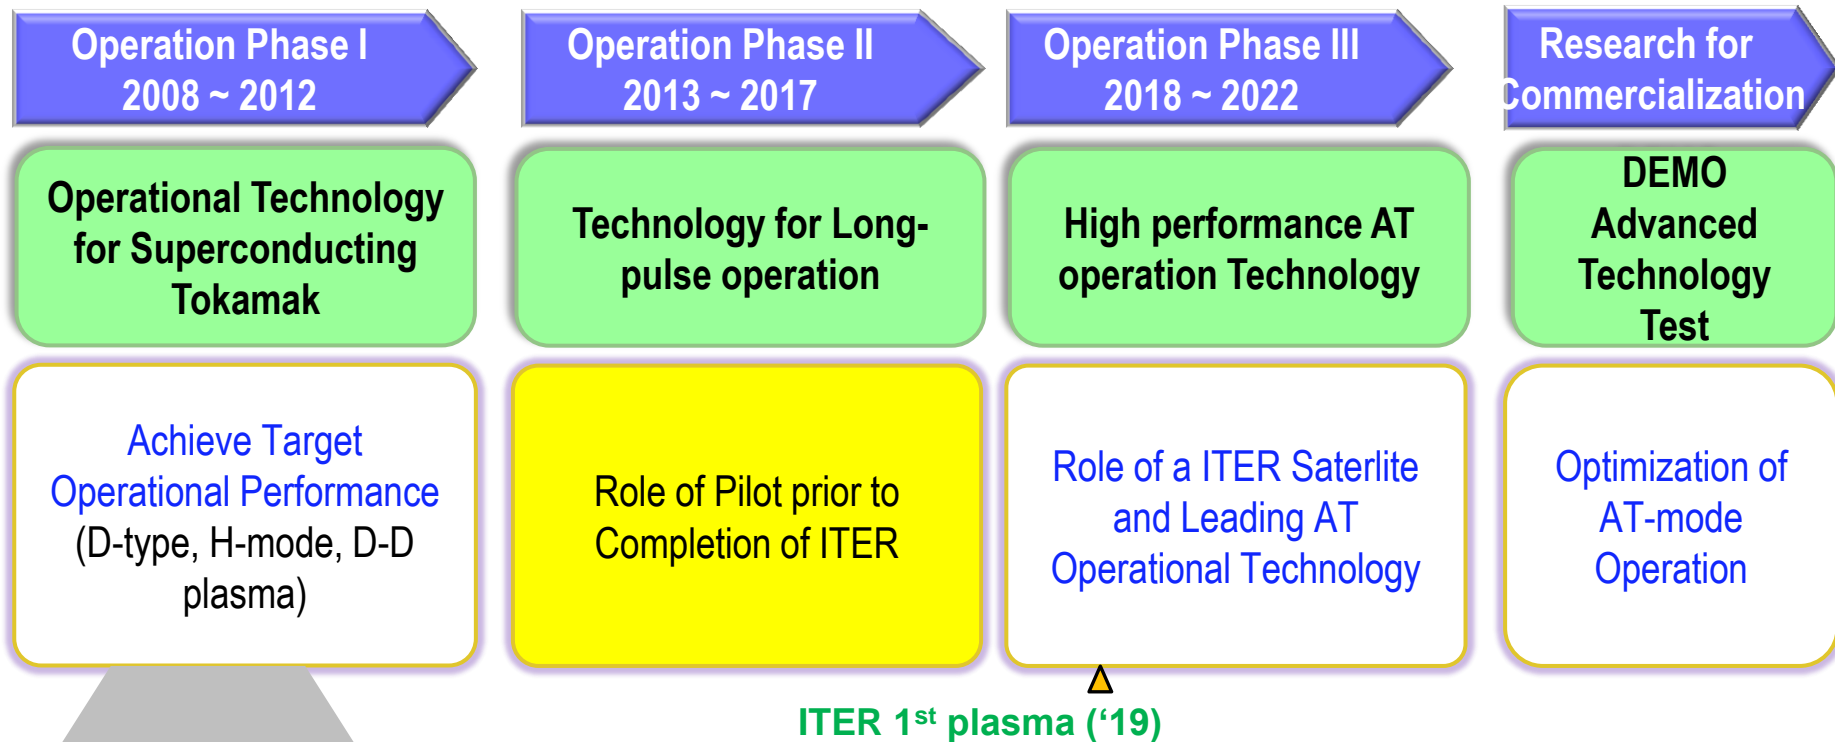 Operation Phase I
2008 ~ 2012
Operation Phase II
2013 ~ 2017
Operation Phase III
2018 ~ 2022
Research for
Commercialization
Operational Technology
for Superconducting
Tokamak
Technology for Long-
pulse operation
High performance AT
operation Technology
DEMO
Advanced
Technology
Test
Achieve Target
Operational Performance
(D-type, H-mode, D-D
plasma)
Role of Pilot prior to
Completion of ITER
Role of a ITER Saterlite
and Leading AT
Operational Technology
Optimization of
AT-mode
Operation
ITER 1st plasma (‘19)